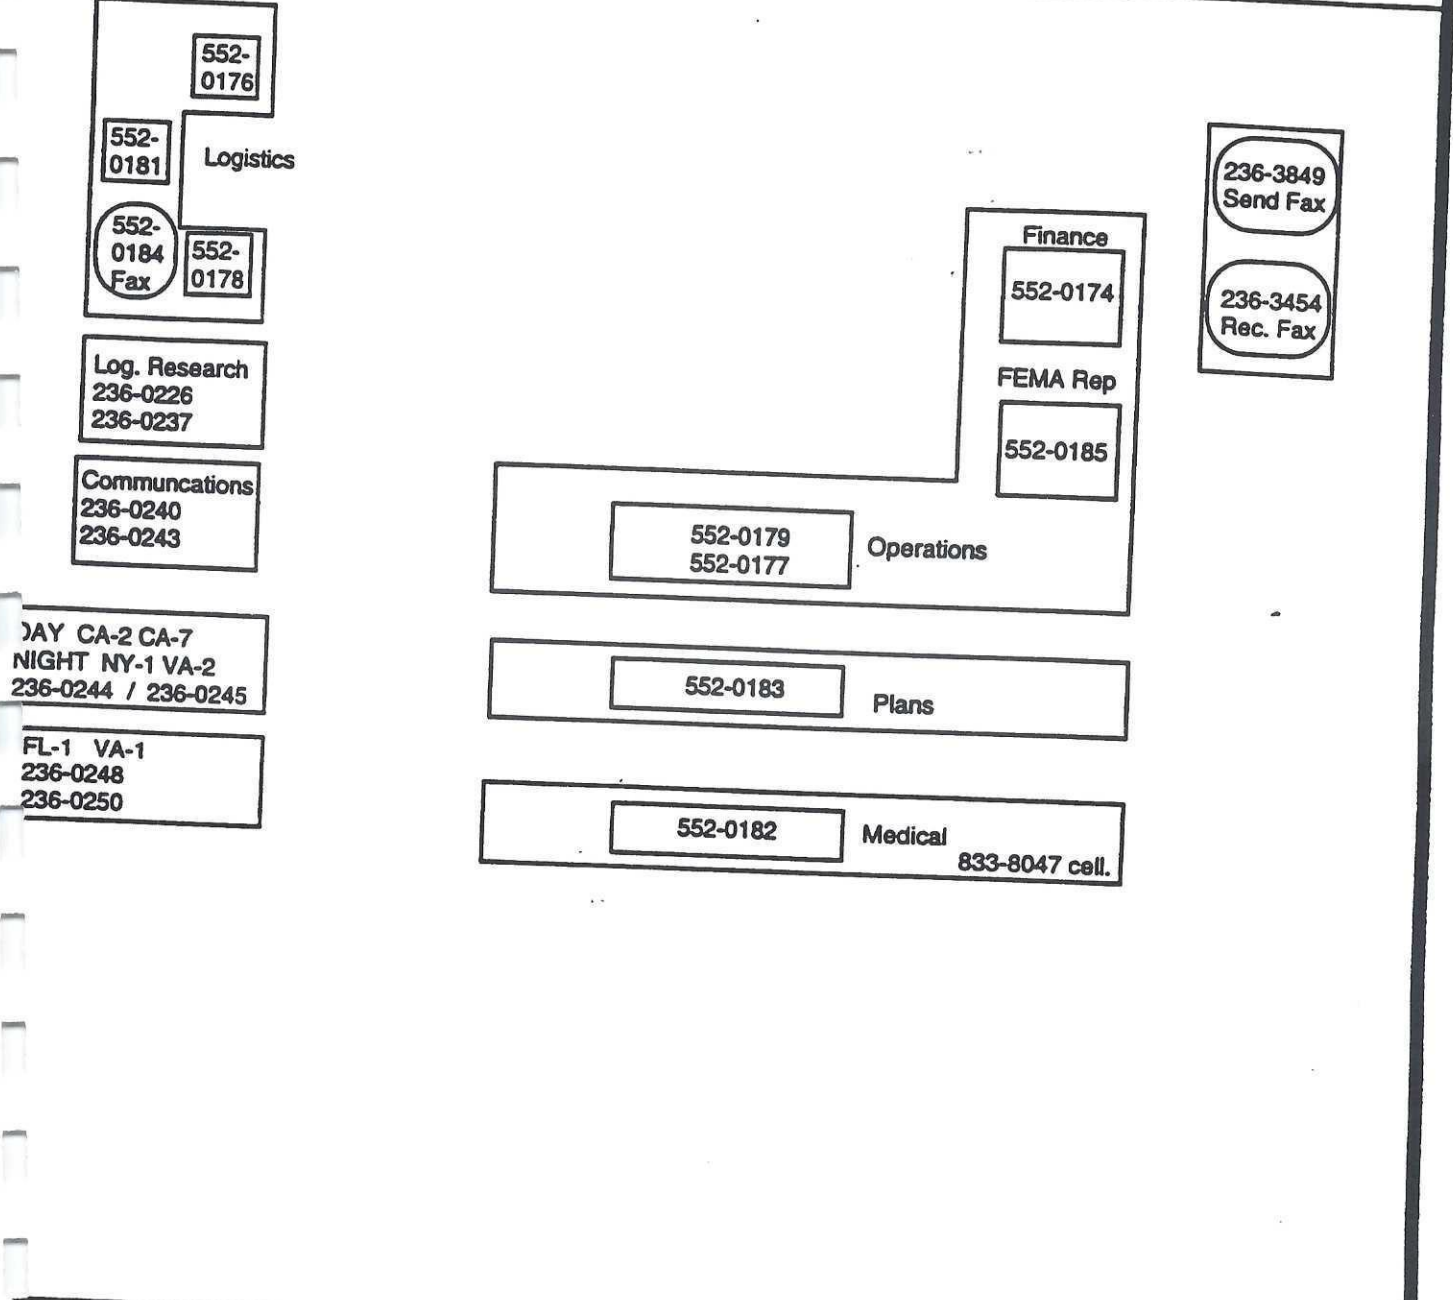 552-
0176
552-
0181
Logistics
552-
0184
Fax
552-
0178
Log. Research
236-0226
236-0237
Communcations
236-0240
236-0243
DAY CA-2 CA-7
NIGHT NY-1 VA-2
236-0244 / 236-0245
FL-1 VA-1
236-0248
236-0250
Finance
552-0174
FEMA Rep
552-0185
552-0179
552-0177
Operations
552-0183
Plans
552-0182
Medical
833-8047 cell.
236-3849
Send Fax
236-3454
Rec. Fax